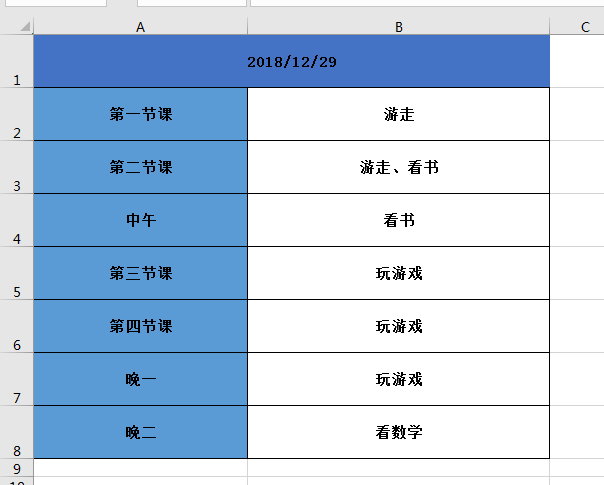 A B C
1 2018/12/29
2 第一节课 游走
3 第二节课 游走、看书
4 中午 看书
5 第三节课 玩游戏
6 第四节课 玩游戏
7 晚一 玩游戏
8 晚二 看数学
9